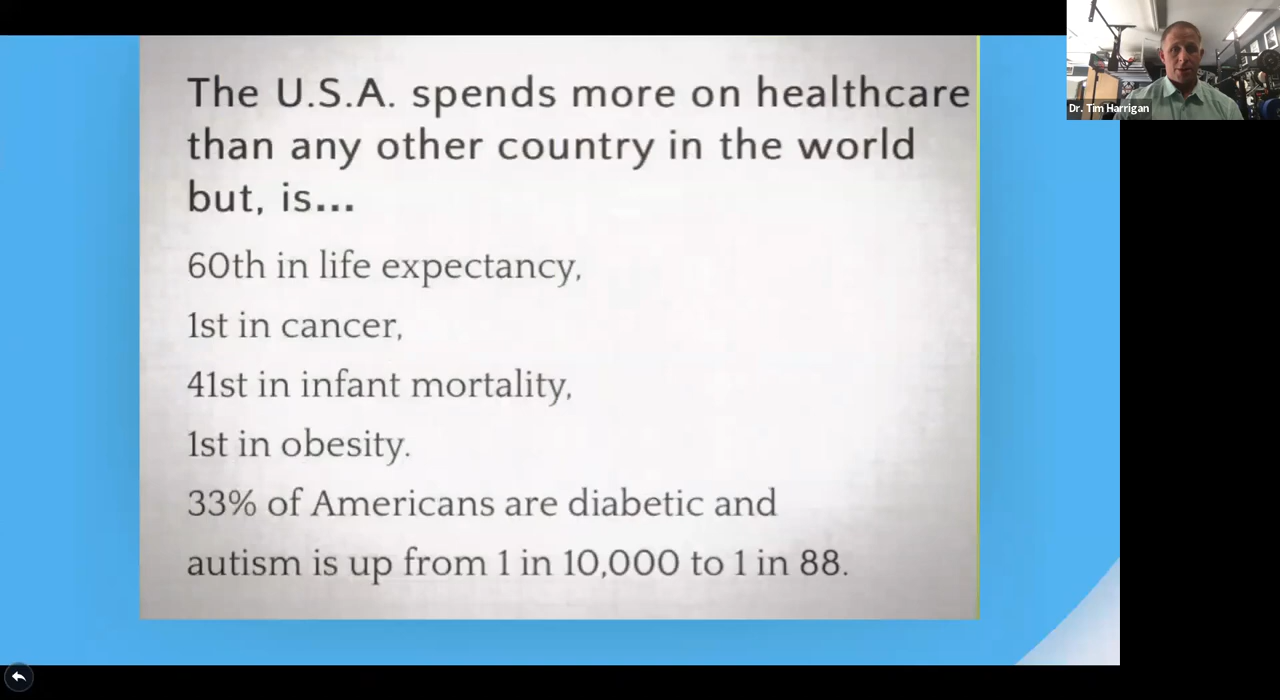 The U.S.A. spends more on healthcare
than any other country in the world
but, is...
60th in life expectancy,
1st in cancer,
41st in infant mortality,
1st in obesity.
33% of Americans are diabetic and
autism is up from 1 in 10,000 to 1 in 88.
Dr. Tim Harrigan